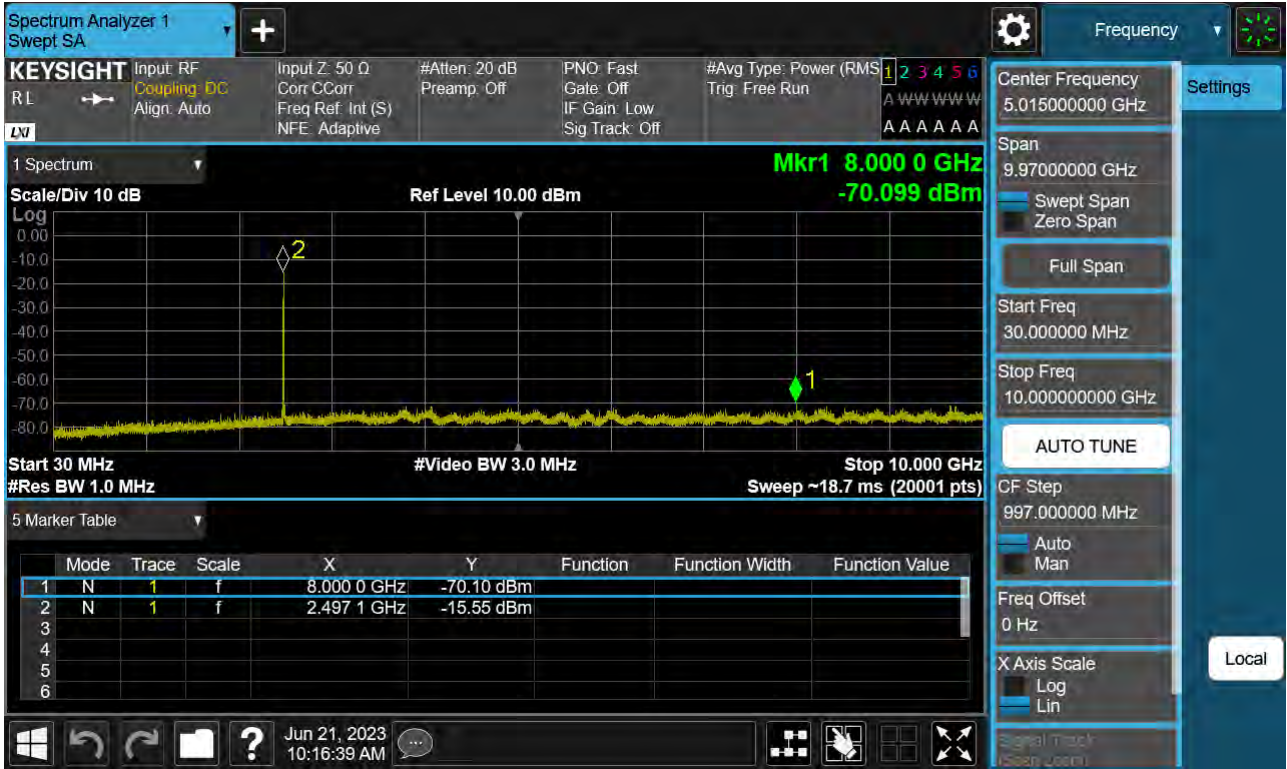 Spectrum Analyzer 1
Swept SA
+
Frequency
KEYSIGHT
R L
LXI
Input: RF
Coupling: DC
Align: Auto
Input Z: 50 Ω
Corr CCorr
Freq Ref: Int (S)
NFE: Adaptive
#Atten: 20 dB
Preamp: Off
PNO: Fast
Gate: Off
IF Gain: Low
Sig Track: Off
#Avg Type: Power (RMS
Trig: Free Run
1 2 3 4 5 6
A W W W W W
A A A A A A
Center Frequency
5.015000000 GHz
Settings
1 Spectrum
Mkr1 8.000 0 GHz
Scale/Div 10 dB
Ref Level 10.00 dBm
-70.099 dBm
Log
0.00
-10.0
-20.0
-30.0
-40.0
-50.0
-60.0
-70.0
-80.0
2
1
Start 30 MHz
#Video BW 3.0 MHz
Stop 10.000 GHz
#Res BW 1.0 MHz
Sweep ~18.7 ms (20001 pts)
Span
9.97000000 GHz
Swept Span
Zero Span
Full Span
Start Freq
30.000000 MHz
Stop Freq
10.000000000 GHz
AUTO TUNE
CF Step
997.000000 MHz
Auto
Man
Freq Offset
0 Hz
X Axis Scale
Log
Lin
Signal Track
(Span Zoom)
Local
5 Marker Table
Mode Trace Scale X Y Function Function Width Function Value
1 N 1 f 8.000 0 GHz -70.10 dBm
2 N 1 f 2.497 1 GHz -15.55 dBm
3
4
5
6
?
Jun 21, 2023
10:16:39 AM